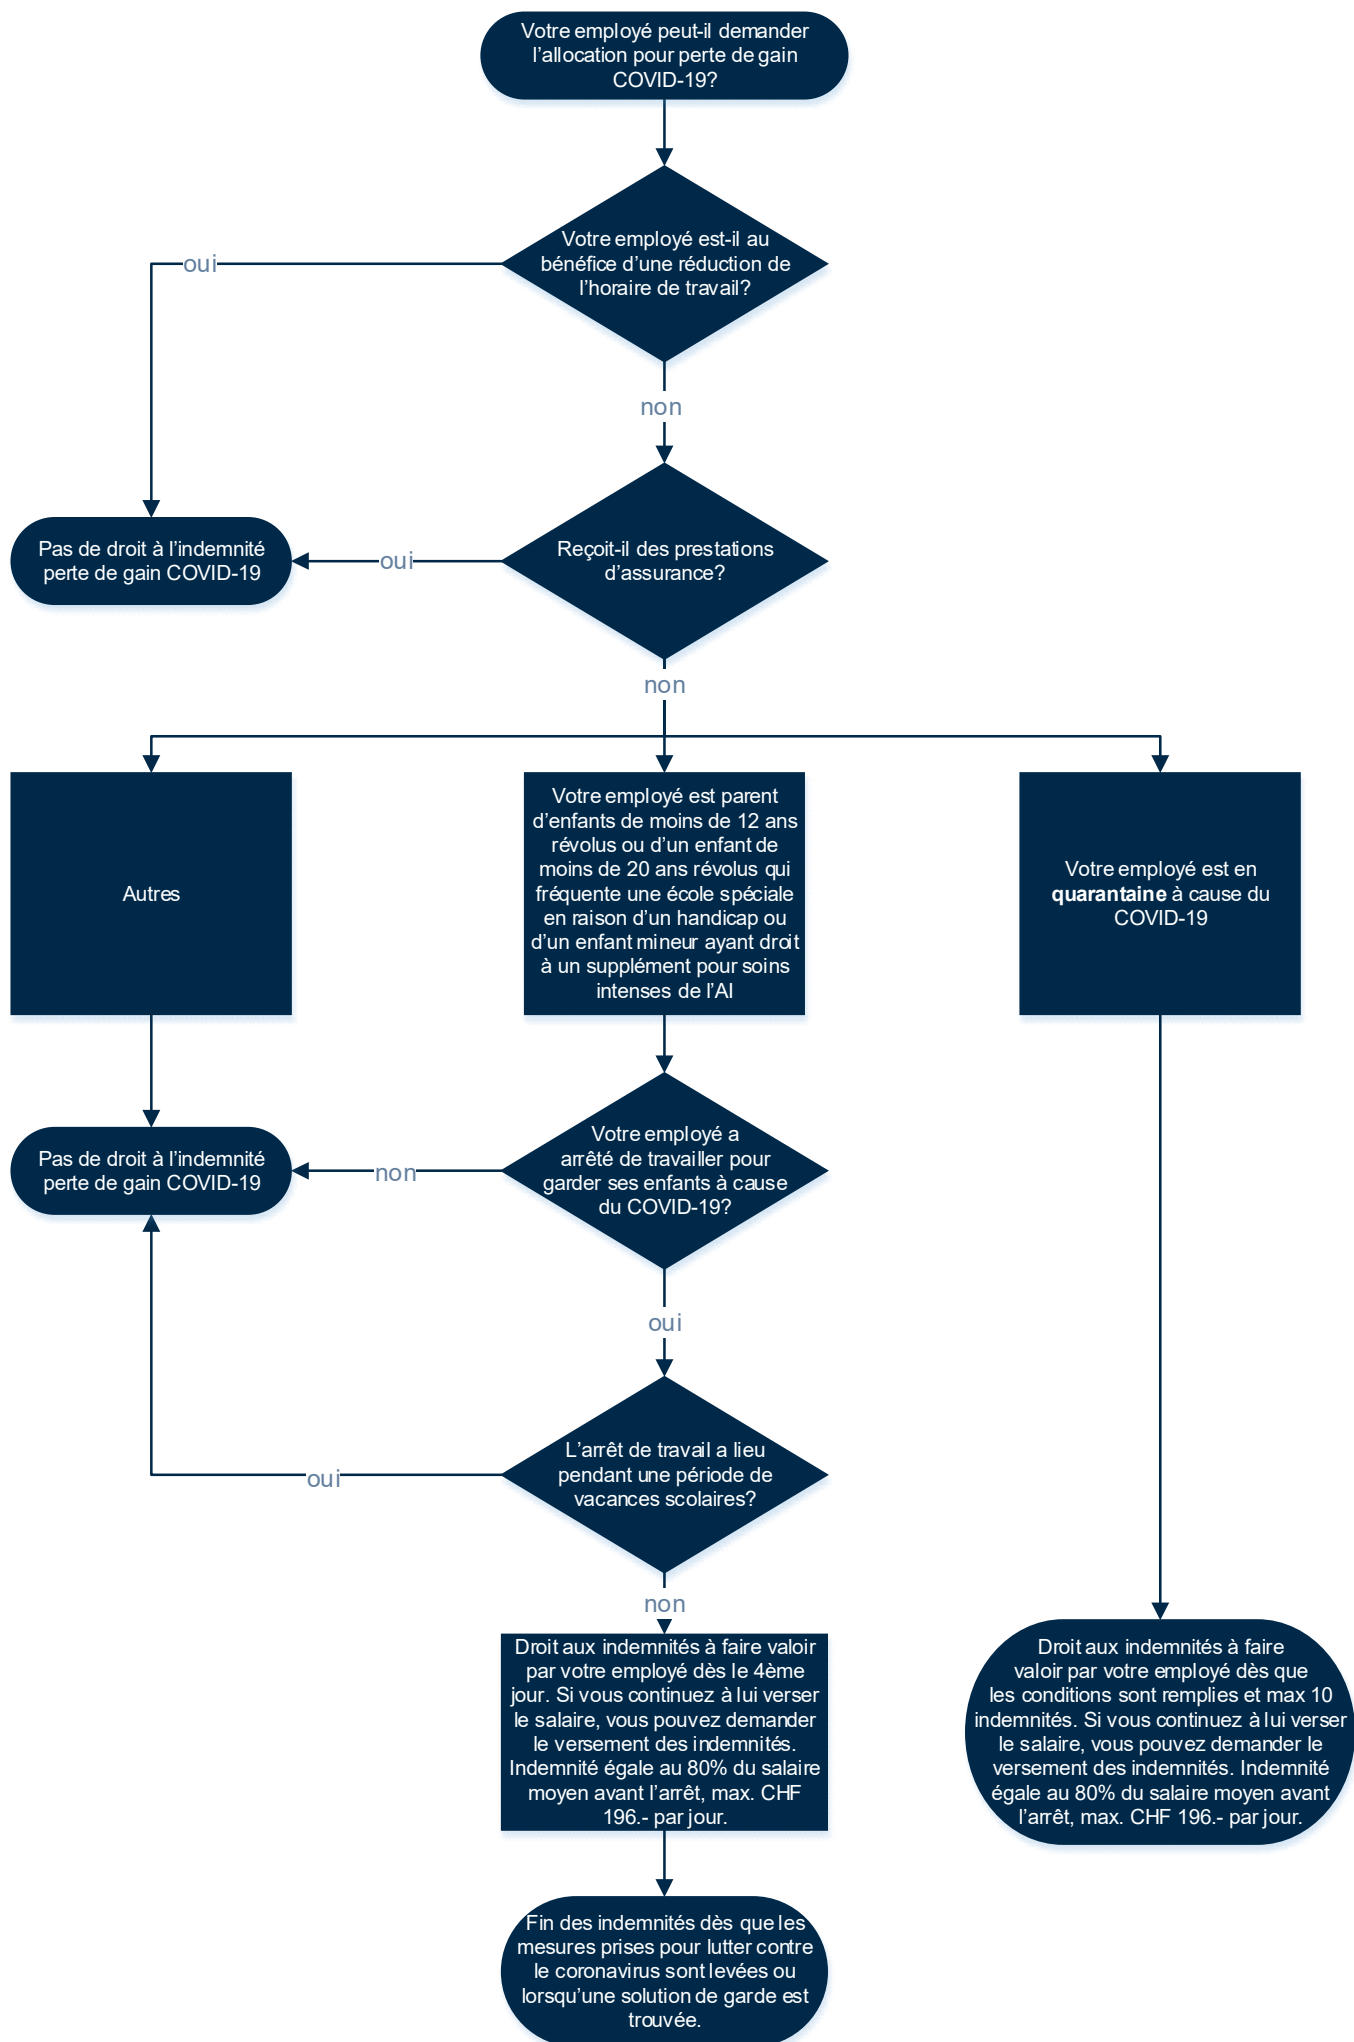 Votre employé peut-il demander
l'allocation pour perte de gain
COVID-19?
Votre employé est-il au
bénéfice d'une réduction de
l'horaire de travail?
oui
non
Reçoit-il des prestations
d'assurance?
oui
Pas de droit à l'indemnité
perte de gain COVID-19
non
Autres
Votre employé est parent
d'enfants de moins de 12 ans
révolus ou d'un enfant de
moins de 20 ans révolus qui
fréquente une école spéciale
en raison d'un handicap ou
d'un enfant mineur ayant droit
à un supplément pour soins
intenses de l'AI
Votre employé est en
quarantaine à cause du
COVID-19
Votre employé a
arrêté de travailler pour
garder ses enfants à cause
du COVID-19?
non
Pas de droit à l'indemnité
perte de gain COVID-19
oui
L'arrêt de travail a lieu
pendant une période de
vacances scolaires?
oui
non
Droit aux indemnités à faire valoir
par votre employé dès le 4ème
jour. Si vous continuez à lui verser
le salaire, vous pouvez demander
le versement des indemnités.
Indemnité égale au 80% du salaire
moyen avant l'arrêt, max. CHF
196.- par jour.
Droit aux indemnités à faire
valoir par votre employé dès que
les conditions sont remplies et max 10
indemnités. Si vous continuez à lui verser
le salaire, vous pouvez demander le
versement des indemnités. Indemnité
égale au 80% du salaire moyen avant
l'arrêt, max. CHF 196.- par jour.
Fin des indemnités dès que les
mesures prises pour lutter contre
le coronavirus sont levées ou
lorsqu'une solution de garde est
trouvée.